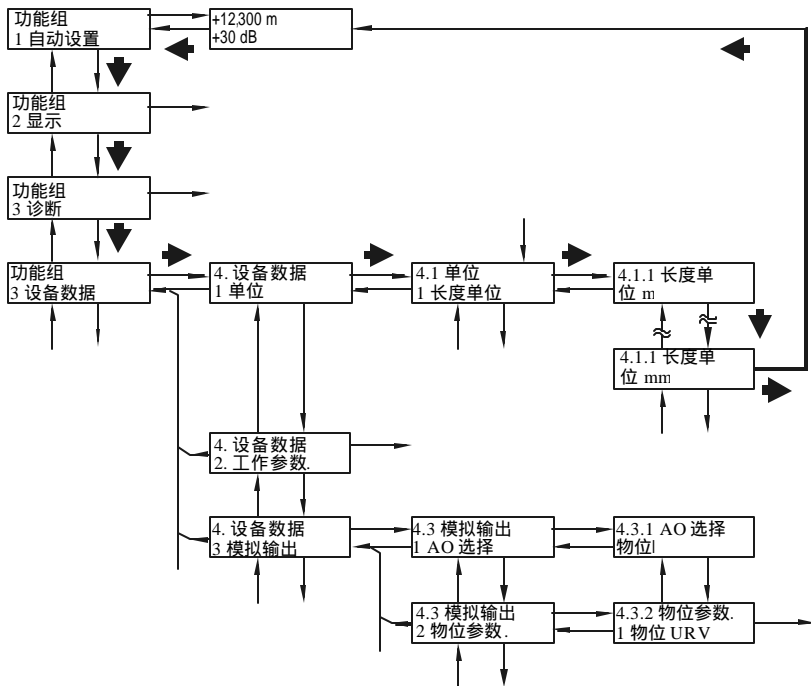 功能组
1 自动设置
+12,300 m
+30 dB
功能组
2 显示
功能组
3 诊断
功能组
3 设备数据
4. 设备数据
1 单位
4.1 单位
1 长度单位
4.1.1 长度单
位 m
4.1.1 长度单
位 mm
4. 设备数据
2. 工作参数.
4. 设备数据
3 模拟输出
4.3 模拟输出
1 AO 选择
4.3.1 AO 选择
物位
4.3 模拟输出
2 物位参数.
4.3.2 物位参数.
1 物位 URV